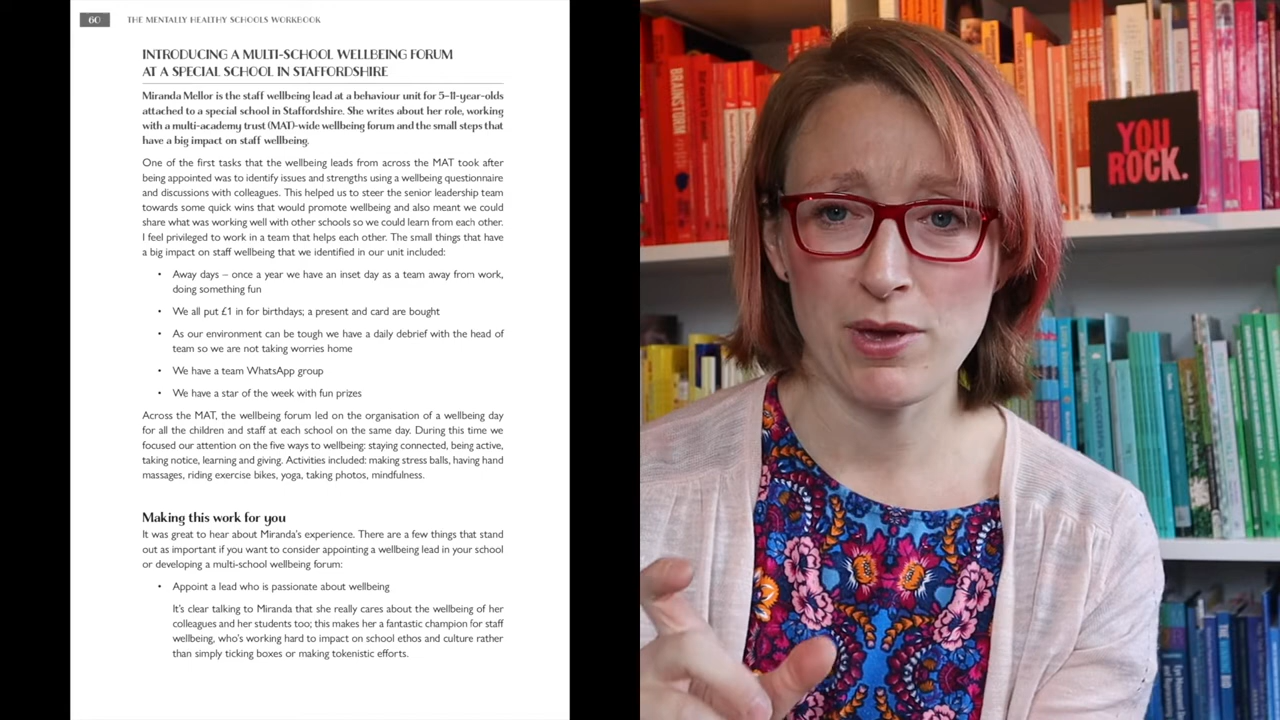 60 THE MENTALLY HEALTHY SCHOOLS WORKBOOK
INTRODUCING A MULTI-SCHOOL WELLBEING FORUM
AT A SPECIAL SCHOOL IN STAFFORDSHIRE
Miranda Mellor is the staff wellbeing lead at a behaviour unit for 5–11-year-olds
attached to a special school in Staffordshire. She writes about her role, working
with a multi-academy trust (MAT)-wide wellbeing forum and the small steps that
have a big impact on staff wellbeing.
One of the first tasks that the wellbeing leads from across the MAT took after
being appointed was to identify issues and strengths using a wellbeing questionnaire
and discussions with colleagues. This helped us to steer the senior leadership team
towards some quick wins that would promote wellbeing and also meant we could
share what was working well with other schools so we could learn from each other.
I feel privileged to work in a team that helps each other. The small things that have
a big impact on staff wellbeing that we identified in our unit included:
• Away days – once a year we have an inset day as a team away from work,
doing something fun
• We all put £1 in for birthdays; a present and card are bought
• As our environment can be tough we have a daily debrief with the head of
team so we are not taking worries home
• We have a team WhatsApp group
• We have a star of the week with fun prizes
Across the MAT, the wellbeing forum led on the organisation of a wellbeing day
for all the children and staff at each school on the same day. During this time we
focused our attention on the five ways to wellbeing: staying connected, being active,
taking notice, learning and giving. Activities included: making stress balls, having hand
massages, riding exercise bikes, yoga, taking photos, mindfulness.
Making this work for you
It was great to hear about Miranda's experience. There are a few things that stand
out as important if you want to consider appointing a wellbeing lead in your school
or developing a multi-school wellbeing forum:
• Appoint a lead who is passionate about wellbeing
It's clear talking to Miranda that she really cares about the wellbeing of her
colleagues and her students too; this makes her a fantastic champion for staff
wellbeing, who's working hard to impact on school ethos and culture rather
than simply ticking boxes or making tokenistic efforts.
BRAINSTORM
YOU
ROCK.